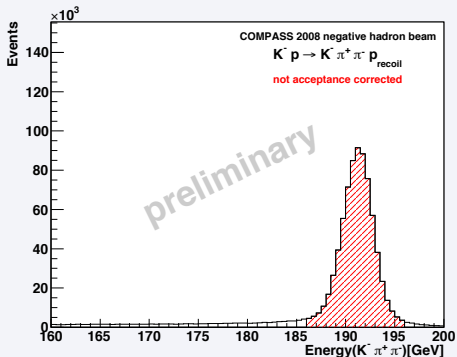 ×10³
Events
COMPASS 2008 negative hadron beam
K⁻ p → K⁻ π⁺ π⁻ p_recoil
not acceptance corrected
preliminary
140
120
100
80
60
40
20
0
160 165 170 175 180 185 190 195 200
Energy(K⁻ π⁺ π⁻)[GeV]